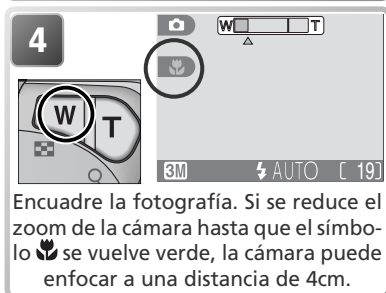 4
W T
W T
3M AUTO [ 19]
Encuadre la fotografía. Si se reduce el
zoom de la cámara hasta que el símbo-
lo se vuelve verde, la cámara puede
enfocar a una distancia de 4cm.